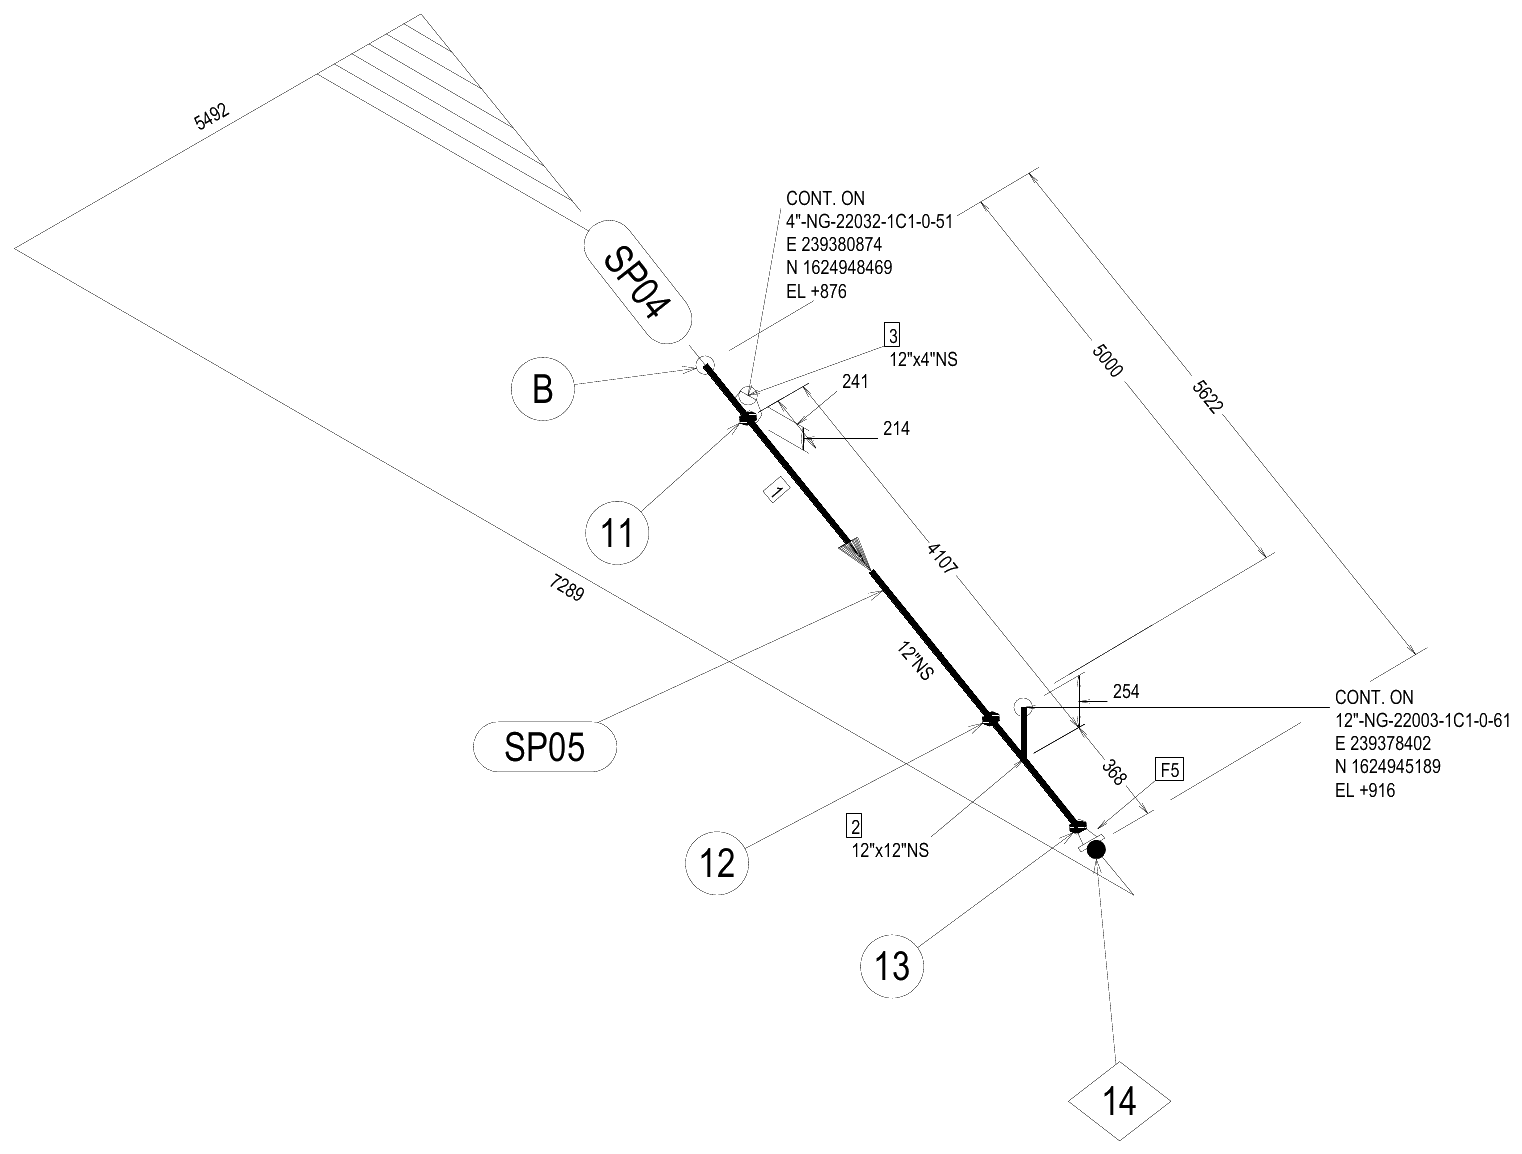 5492
SP04
CONT. ON
4"-NG-22032-1C1-0-51
E 239380874
N 1624948469
EL +876
3
12"x4"NS
241
214
5000
5622
B
1
11
4107
7289
12"NS
254
CONT. ON
12"-NG-22003-1C1-0-61
E 239378402
N 1624945189
EL +916
SP05
368
F5
2
12"x12"NS
12
13
14